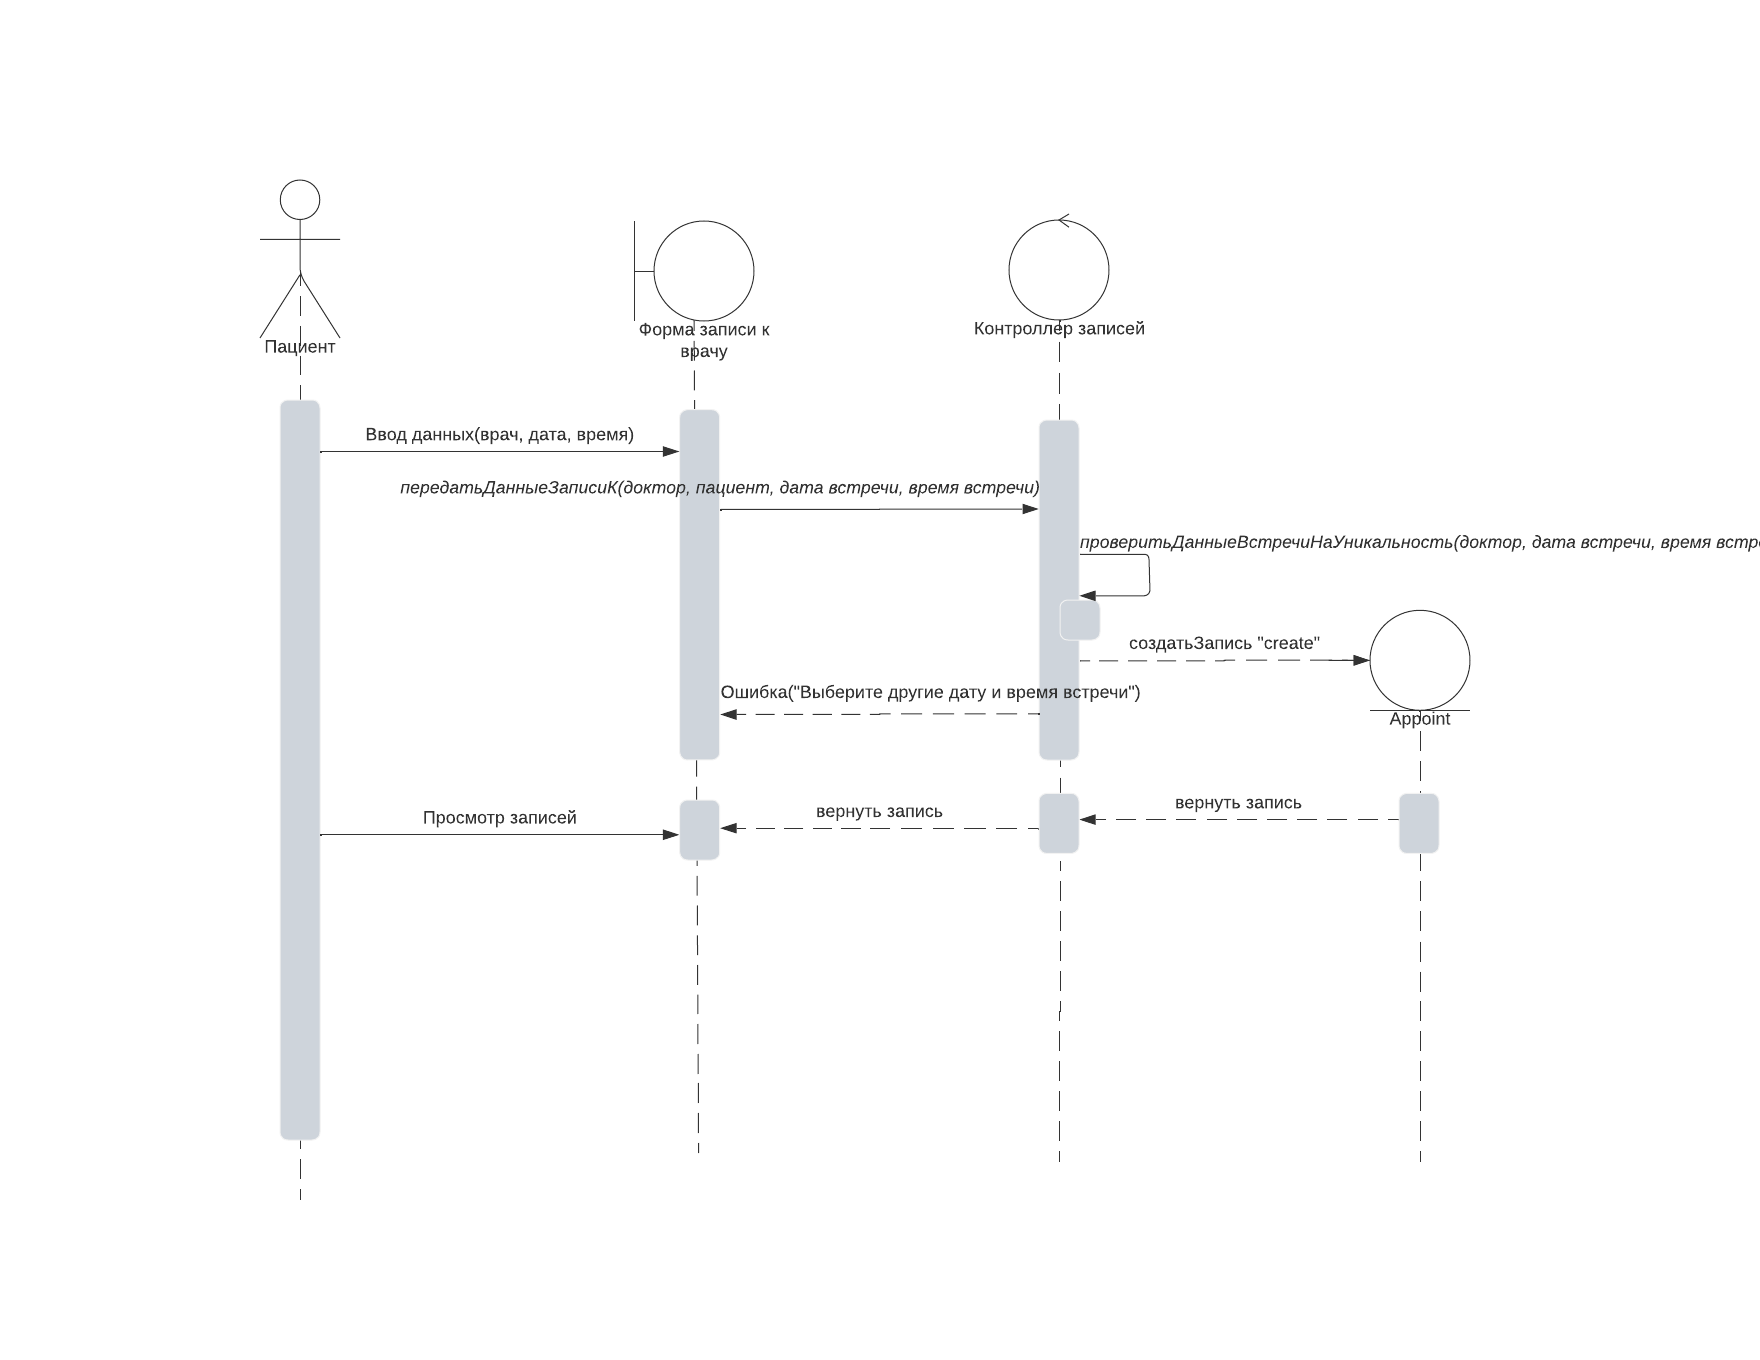 Пациент
Форма записи к
врачу
Контроллер записей
Ввод данных(врач, дата, время)
передатьДанныеЗаписиК(доктор, пациент, дата встречи, время встречи)
проверитьДанныеВстречиНаУникальность(доктор, дата встречи, время
создатьЗапись "create"
Ошибка("Выберите другие дату и время встречи")
Appoint
Просмотр записей
вернуть запись
вернуть запись